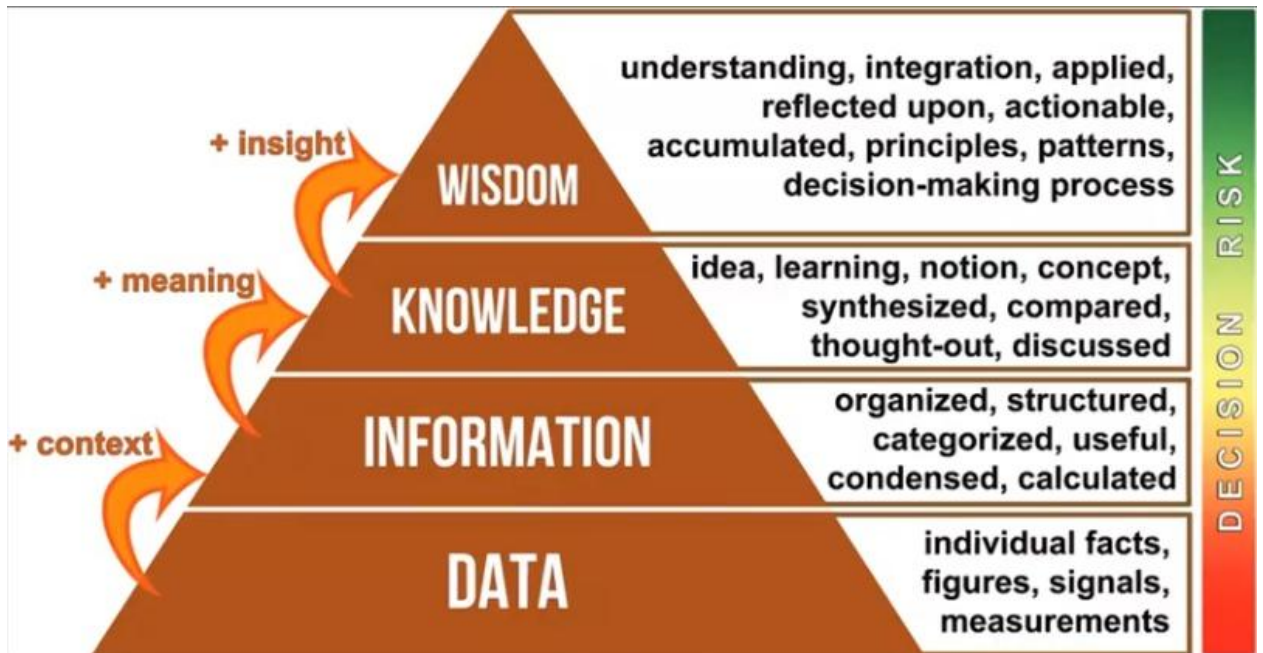 understanding, integration, applied,
reflected upon, actionable,
accumulated, principles, patterns,
decision-making process
+ insight
WISDOM
idea, learning, notion, concept,
synthesized, compared,
thought-out, discussed
+ meaning
KNOWLEDGE
organized, structured,
categorized, useful,
condensed, calculated
+ context
INFORMATION
individual facts,
figures, signals,
measurements
DATA
DECISION RISK